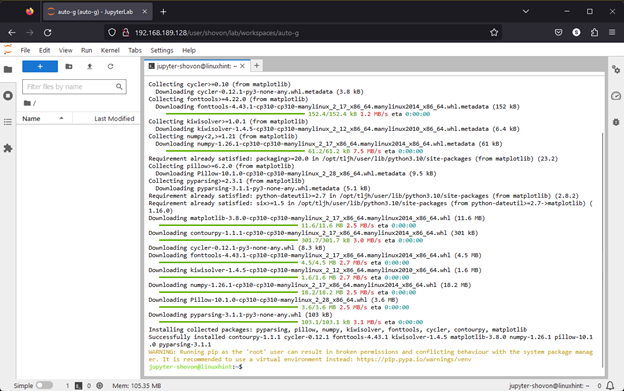 auto-g (auto-g) - JupyterLab
192.168.189.128/user/shovon/lab/workspaces/auto-g
File Edit View Run Kernel Tabs Settings Help
jupyter-shovon@linuxhint: ~
Filter files by name
/
Name Last Modified
Collecting cycler>=0.10 (from matplotlib)
Downloading cycler-0.12.1-py3-none-any.whl.metadata (3.8 kB)
Collecting fonttools>=4.22.0 (from matplotlib)
Downloading fonttools-4.43.1-cp310-cp310-manylinux_2_17_x86_64.manylinux2014_x86_64.whl.metadata (152 kB)
152.4/152.4 kB 1.2 MB/s eta 0:00:00
Collecting kiwisolver>=1.0.1 (from matplotlib)
Downloading kiwisolver-1.4.5-cp310-cp310-manylinux_2_12_x86_64.manylinux2010_x86_64.whl.metadata (6.4 kB)
Collecting numpy<2,>=1.21 (from matplotlib)
Downloading numpy-1.26.1-cp310-cp310-manylinux_2_17_x86_64.manylinux2014_x86_64.whl.metadata (61 kB)
61.2/61.2 kB 7.5 MB/s eta 0:00:00
Requirement already satisfied: packaging>=20.0 in /opt/tljh/user/lib/python3.10/site-packages (from matplotlib) (23.2)
Collecting pillow>=6.2.0 (from matplotlib)
Downloading Pillow-10.1.0-cp310-cp310-manylinux_2_28_x86_64.whl.metadata (9.5 kB)
Collecting pyparsing>=2.3.1 (from matplotlib)
Downloading pyparsing-3.1.1-py3-none-any.whl.metadata (5.1 kB)
Requirement already satisfied: python-dateutil>=2.7 in /opt/tljh/user/lib/python3.10/site-packages (from matplotlib) (2.8.2)
Requirement already satisfied: six>=1.5 in /opt/tljh/user/lib/python3.10/site-packages (from python-dateutil>=2.7->matplotlib) (
1.16.0)
Downloading matplotlib-3.8.0-cp310-cp310-manylinux_2_17_x86_64.manylinux2014_x86_64.whl (11.6 MB)
11.6/11.6 MB 2.5 MB/s eta 0:00:00
Downloading contourpy-1.1.1-cp310-cp310-manylinux_2_17_x86_64.manylinux2014_x86_64.whl (301 kB)
301.7/301.7 kB 3.0 MB/s eta 0:00:00
Downloading cycler-0.12.1-py3-none-any.whl (8.3 kB)
Downloading fonttools-4.43.1-cp310-cp310-manylinux_2_17_x86_64.manylinux2014_x86_64.whl (4.5 MB)
4.5/4.5 MB 2.7 MB/s eta 0:00:00
Downloading kiwisolver-1.4.5-cp310-cp310-manylinux_2_12_x86_64.manylinux2010_x86_64.whl (1.6 MB)
1.6/1.6 MB 2.7 MB/s eta 0:00:00
Downloading numpy-1.26.1-cp310-cp310-manylinux_2_17_x86_64.manylinux2014_x86_64.whl (18.2 MB)
18.2/18.2 MB 2.5 MB/s eta 0:00:00
Downloading Pillow-10.1.0-cp310-cp310-manylinux_2_28_x86_64.whl (3.6 MB)
3.6/3.6 MB 2.5 MB/s eta 0:00:00
Downloading pyparsing-3.1.1-py3-none-any.whl (103 kB)
103.1/103.1 kB 3.1 MB/s eta 0:00:00
Installing collected packages: pyparsing, pillow, numpy, kiwisolver, fonttools, cycler, contourpy, matplotlib
Successfully installed contourpy-1.1.1 cycler-0.12.1 fonttools-4.43.1 kiwisolver-1.4.5 matplotlib-3.8.0 numpy-1.26.1 pillow-10.1
.0 pyparsing-3.1.1
WARNING: Running pip as the 'root' user can result in broken permissions and conflicting behaviour with the system package manag
er. It is recommended to use a virtual environment instead: https://pip.pypa.io/warnings/venv
jupyter-shovon@linuxhint:~$
Simple 1 0 Mem: 105.35 MB jupyter-shovon@linuxhint: ~ 0